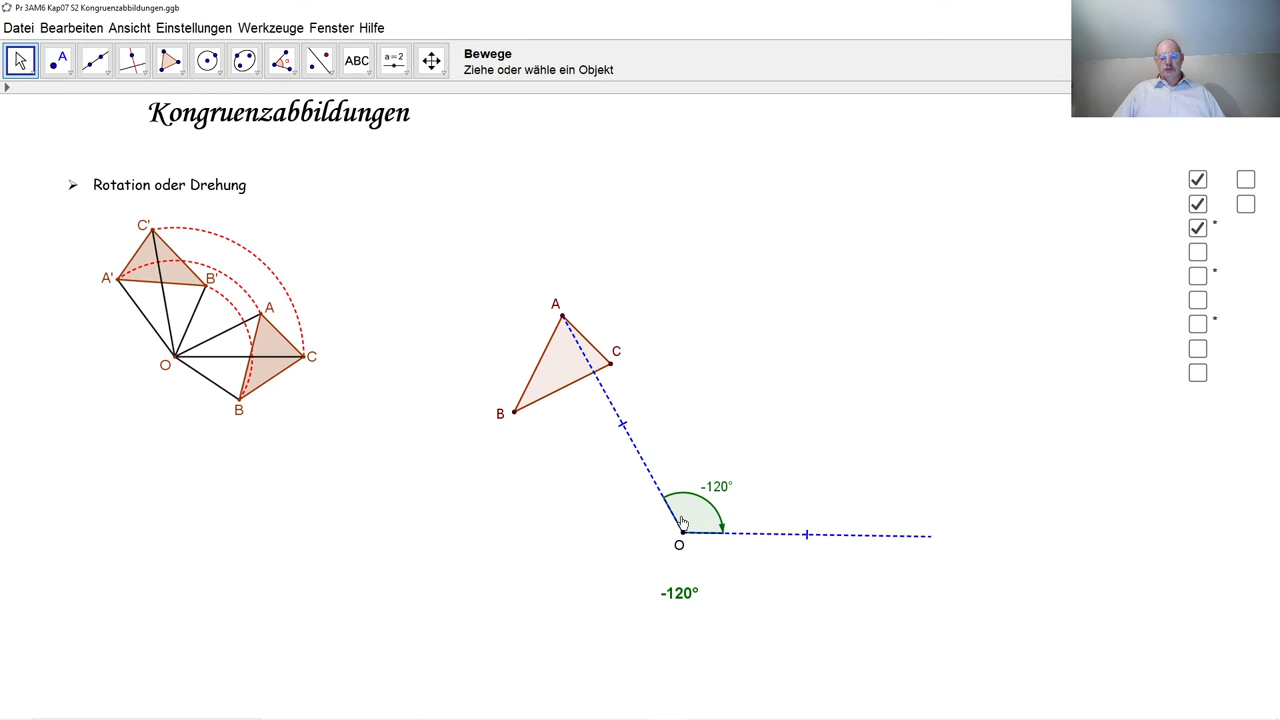 Pr 3AM6 Kap07 S2 Kongruenzabbildungen.ggb
Datei Bearbeiten Ansicht Einstellungen Werkzeuge Fenster Hilfe
A
α
ABC
a=2
Bewege
Ziehe oder wähle ein Objekt
Kongruenzabbildungen
Rotation oder Drehung
C'
A'
B'
A
O
C
B
A
C
B
-120°
O
-120°
*
*
*